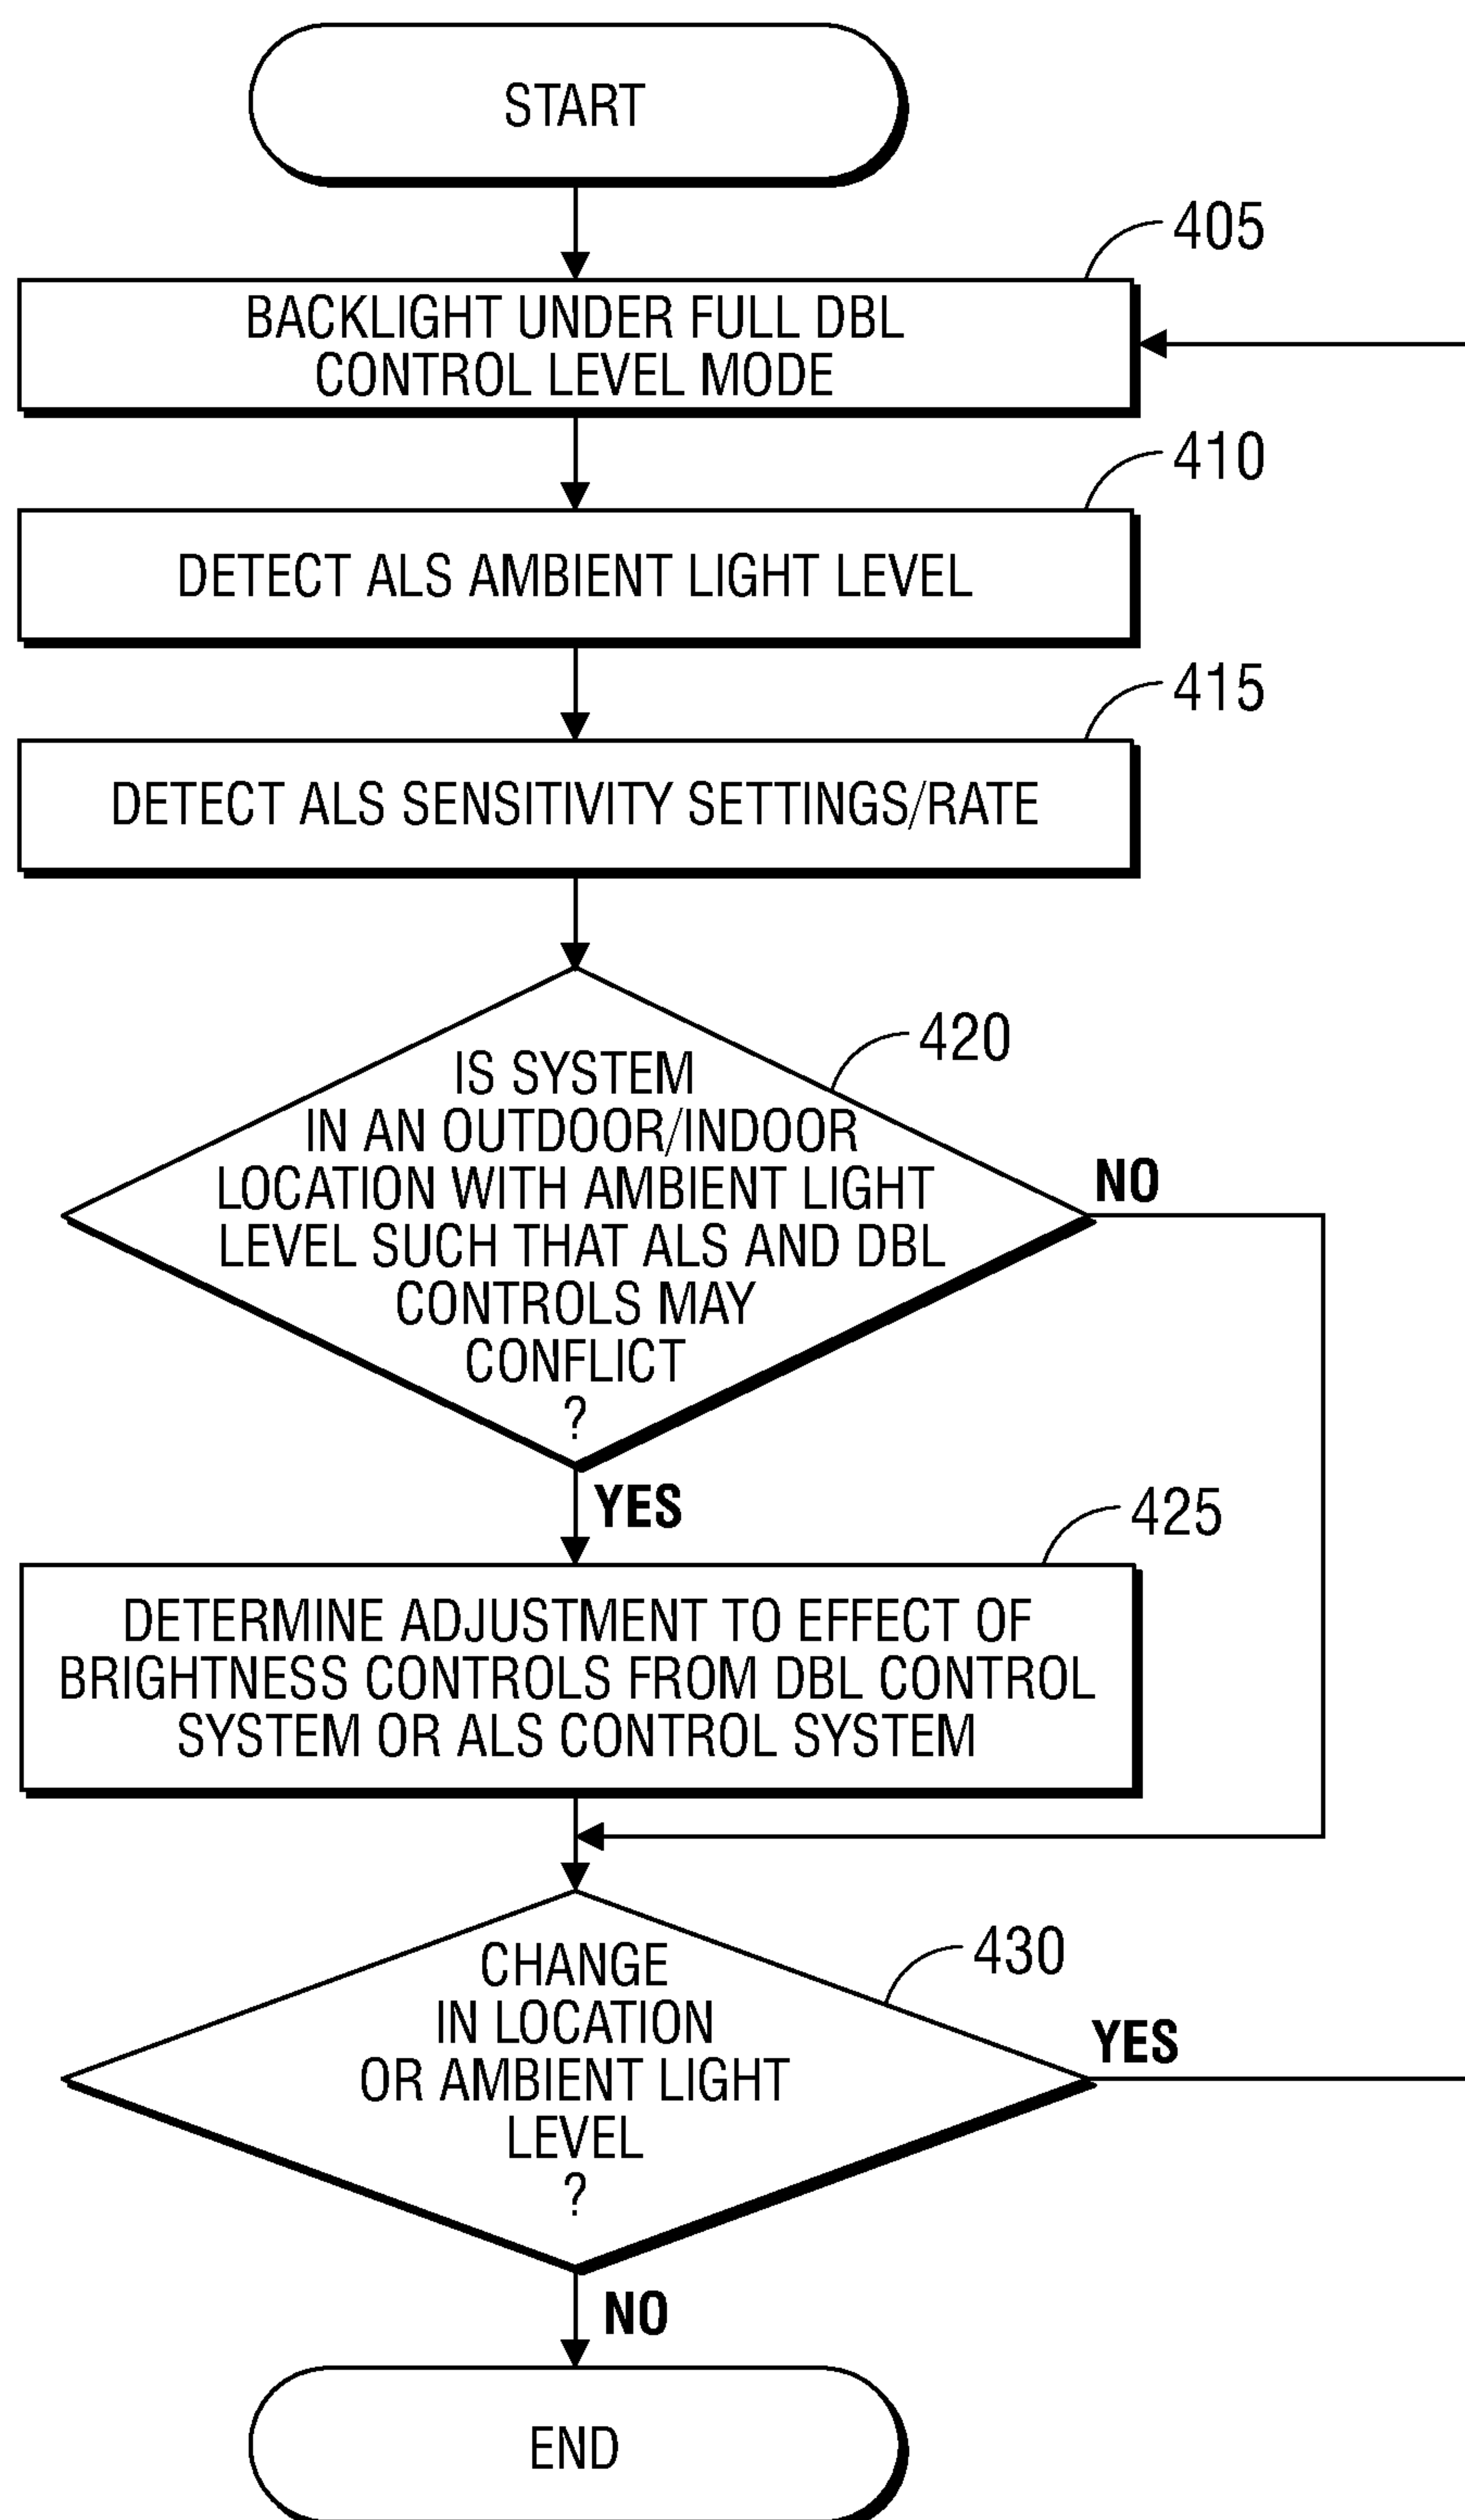 START
405
BACKLIGHT UNDER FULL DBL
CONTROL LEVEL MODE
410
DETECT ALS AMBIENT LIGHT LEVEL
415
DETECT ALS SENSITIVITY SETTINGS/RATE
420
IS SYSTEM
IN AN OUTDOOR/INDOOR
LOCATION WITH AMBIENT LIGHT
LEVEL SUCH THAT ALS AND DBL
CONTROLS MAY
CONFLICT
?
NO
YES
425
DETERMINE ADJUSTMENT TO EFFECT OF
BRIGHTNESS CONTROLS FROM DBL CONTROL
SYSTEM OR ALS CONTROL SYSTEM
430
CHANGE
IN LOCATION
OR AMBIENT LIGHT
LEVEL
?
YES
NO
END